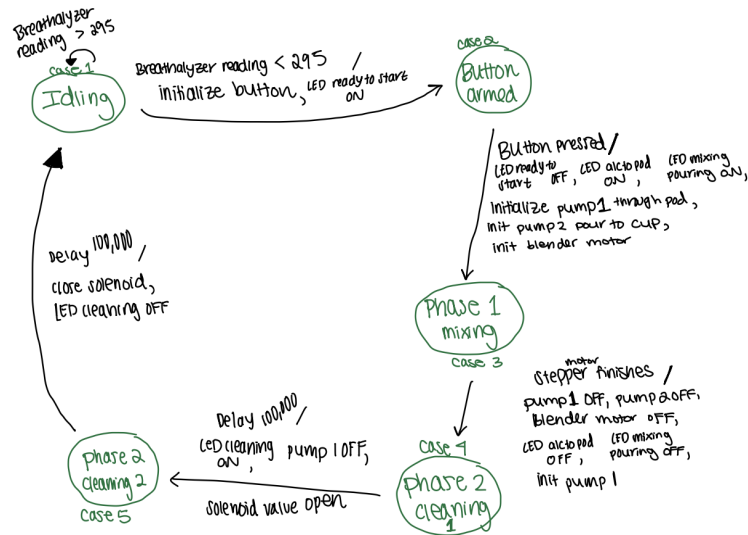 Breathalyzer
reading > 295
case 1
Idling
Breathalyzer reading < 295 /
initialize button, LED ready to start
ON
case 2
Button
armed
Button pressed /
LED ready to
start OFF, LED alc to pod
ON, LED mixing
pouring ON,
initialize pump1 through pod,
init pump2 pour to cup,
init blender motor
Phase 1
mixing
case 3
stepper motor finishes /
pump1 OFF, pump2 OFF,
blender motor OFF,
LED alc to pod
OFF, LED mixing
pouring OFF,
init pump 1
case 4
phase 2
cleaning
1
Delay 100,000 /
LED cleaning
ON, pump 1 OFF,
solenoid value open
phase 2
cleaning 2
case 5
Delay 100,000 /
close solenoid,
LED cleaning OFF